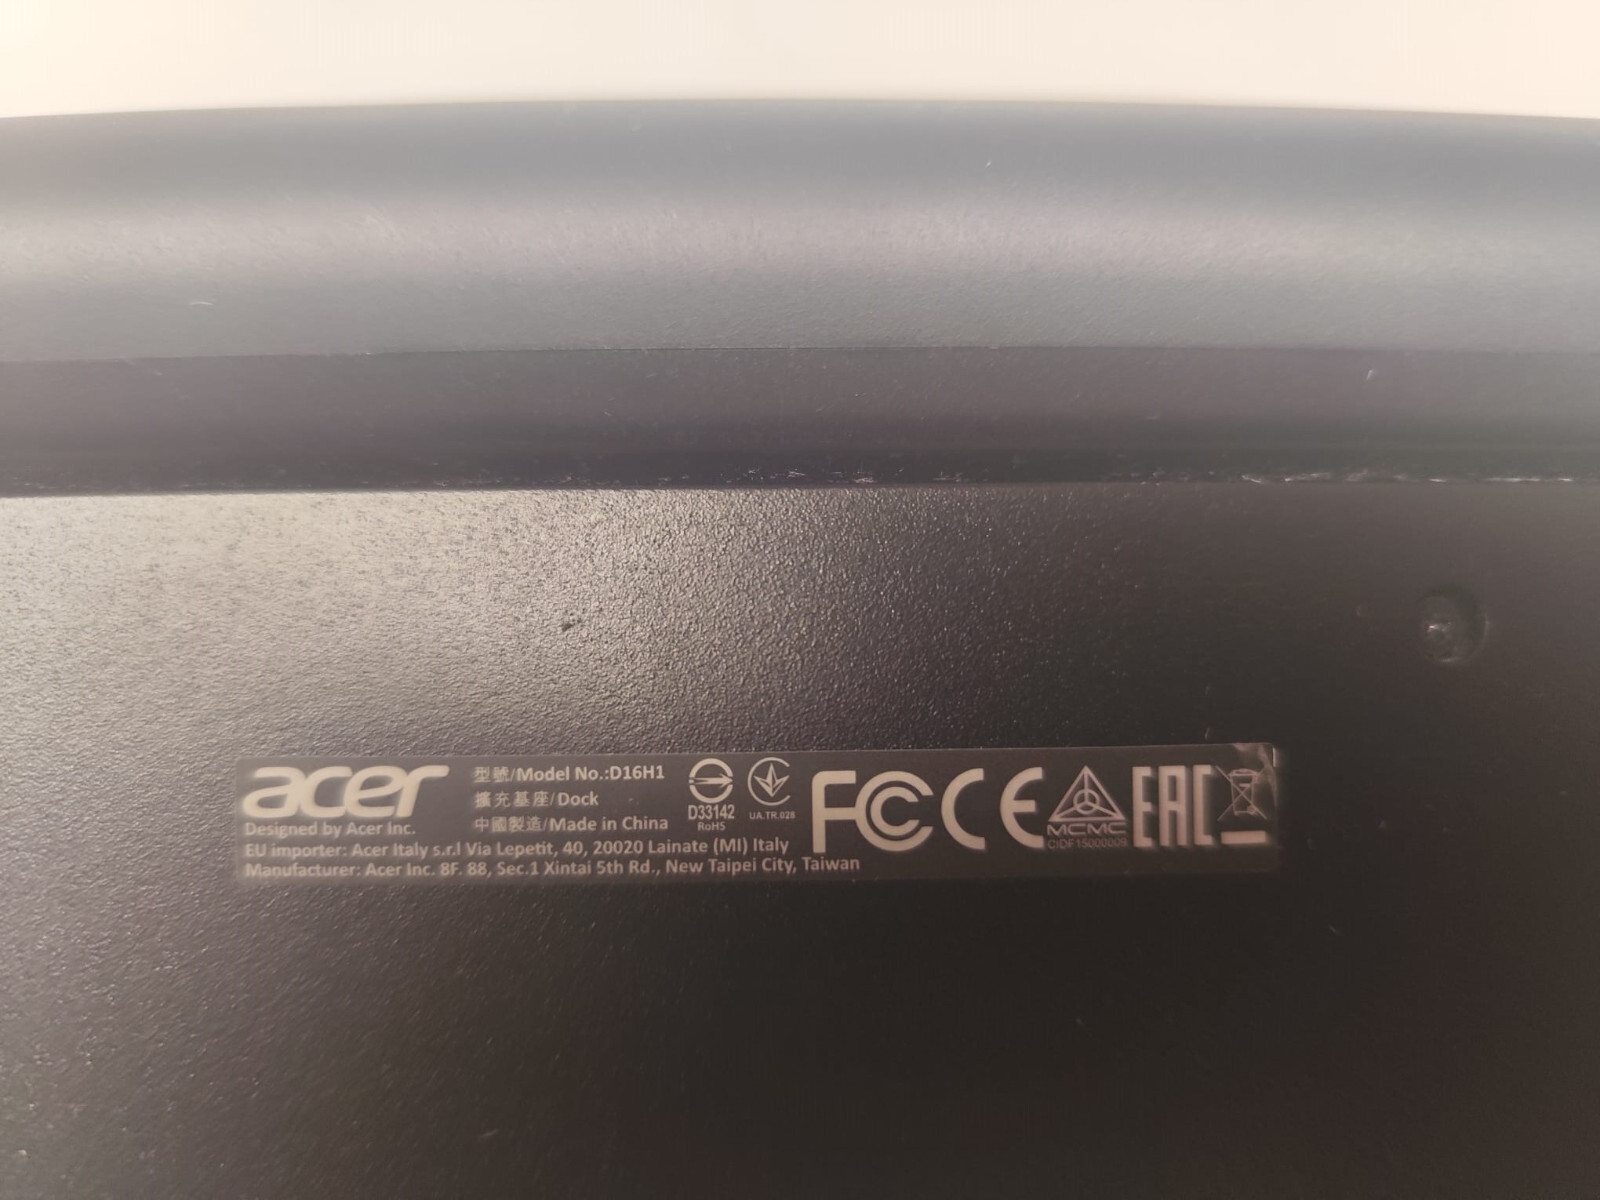 acer
Designed by Acer Inc.
型號/Model No.:D16H1
擴充基座/Dock
中國製造/Made in China
D33142
RoHS
UA.TR.028
FC CE
MCMC
CIDF15000009
EAC
EU importer: Acer Italy s.r.l Via Lepetit, 40, 20020 Lainate (MI) Italy
Manufacturer: Acer Inc. 8F. 88, Sec.1 Xintai 5th Rd., New Taipei City, Taiwan